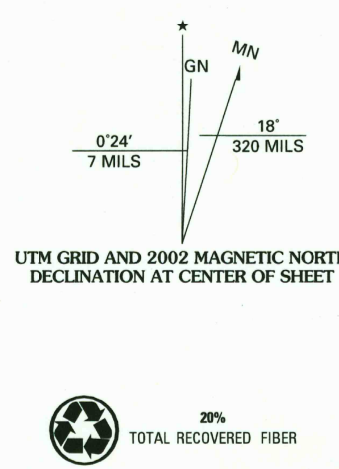 ★
GN
MN
0°24′
7 MILS
18°
320 MILS
UTM GRID AND 2002 MAGNETIC NORT
DECLINATION AT CENTER OF SHEET
20%
TOTAL RECOVERED FIBER